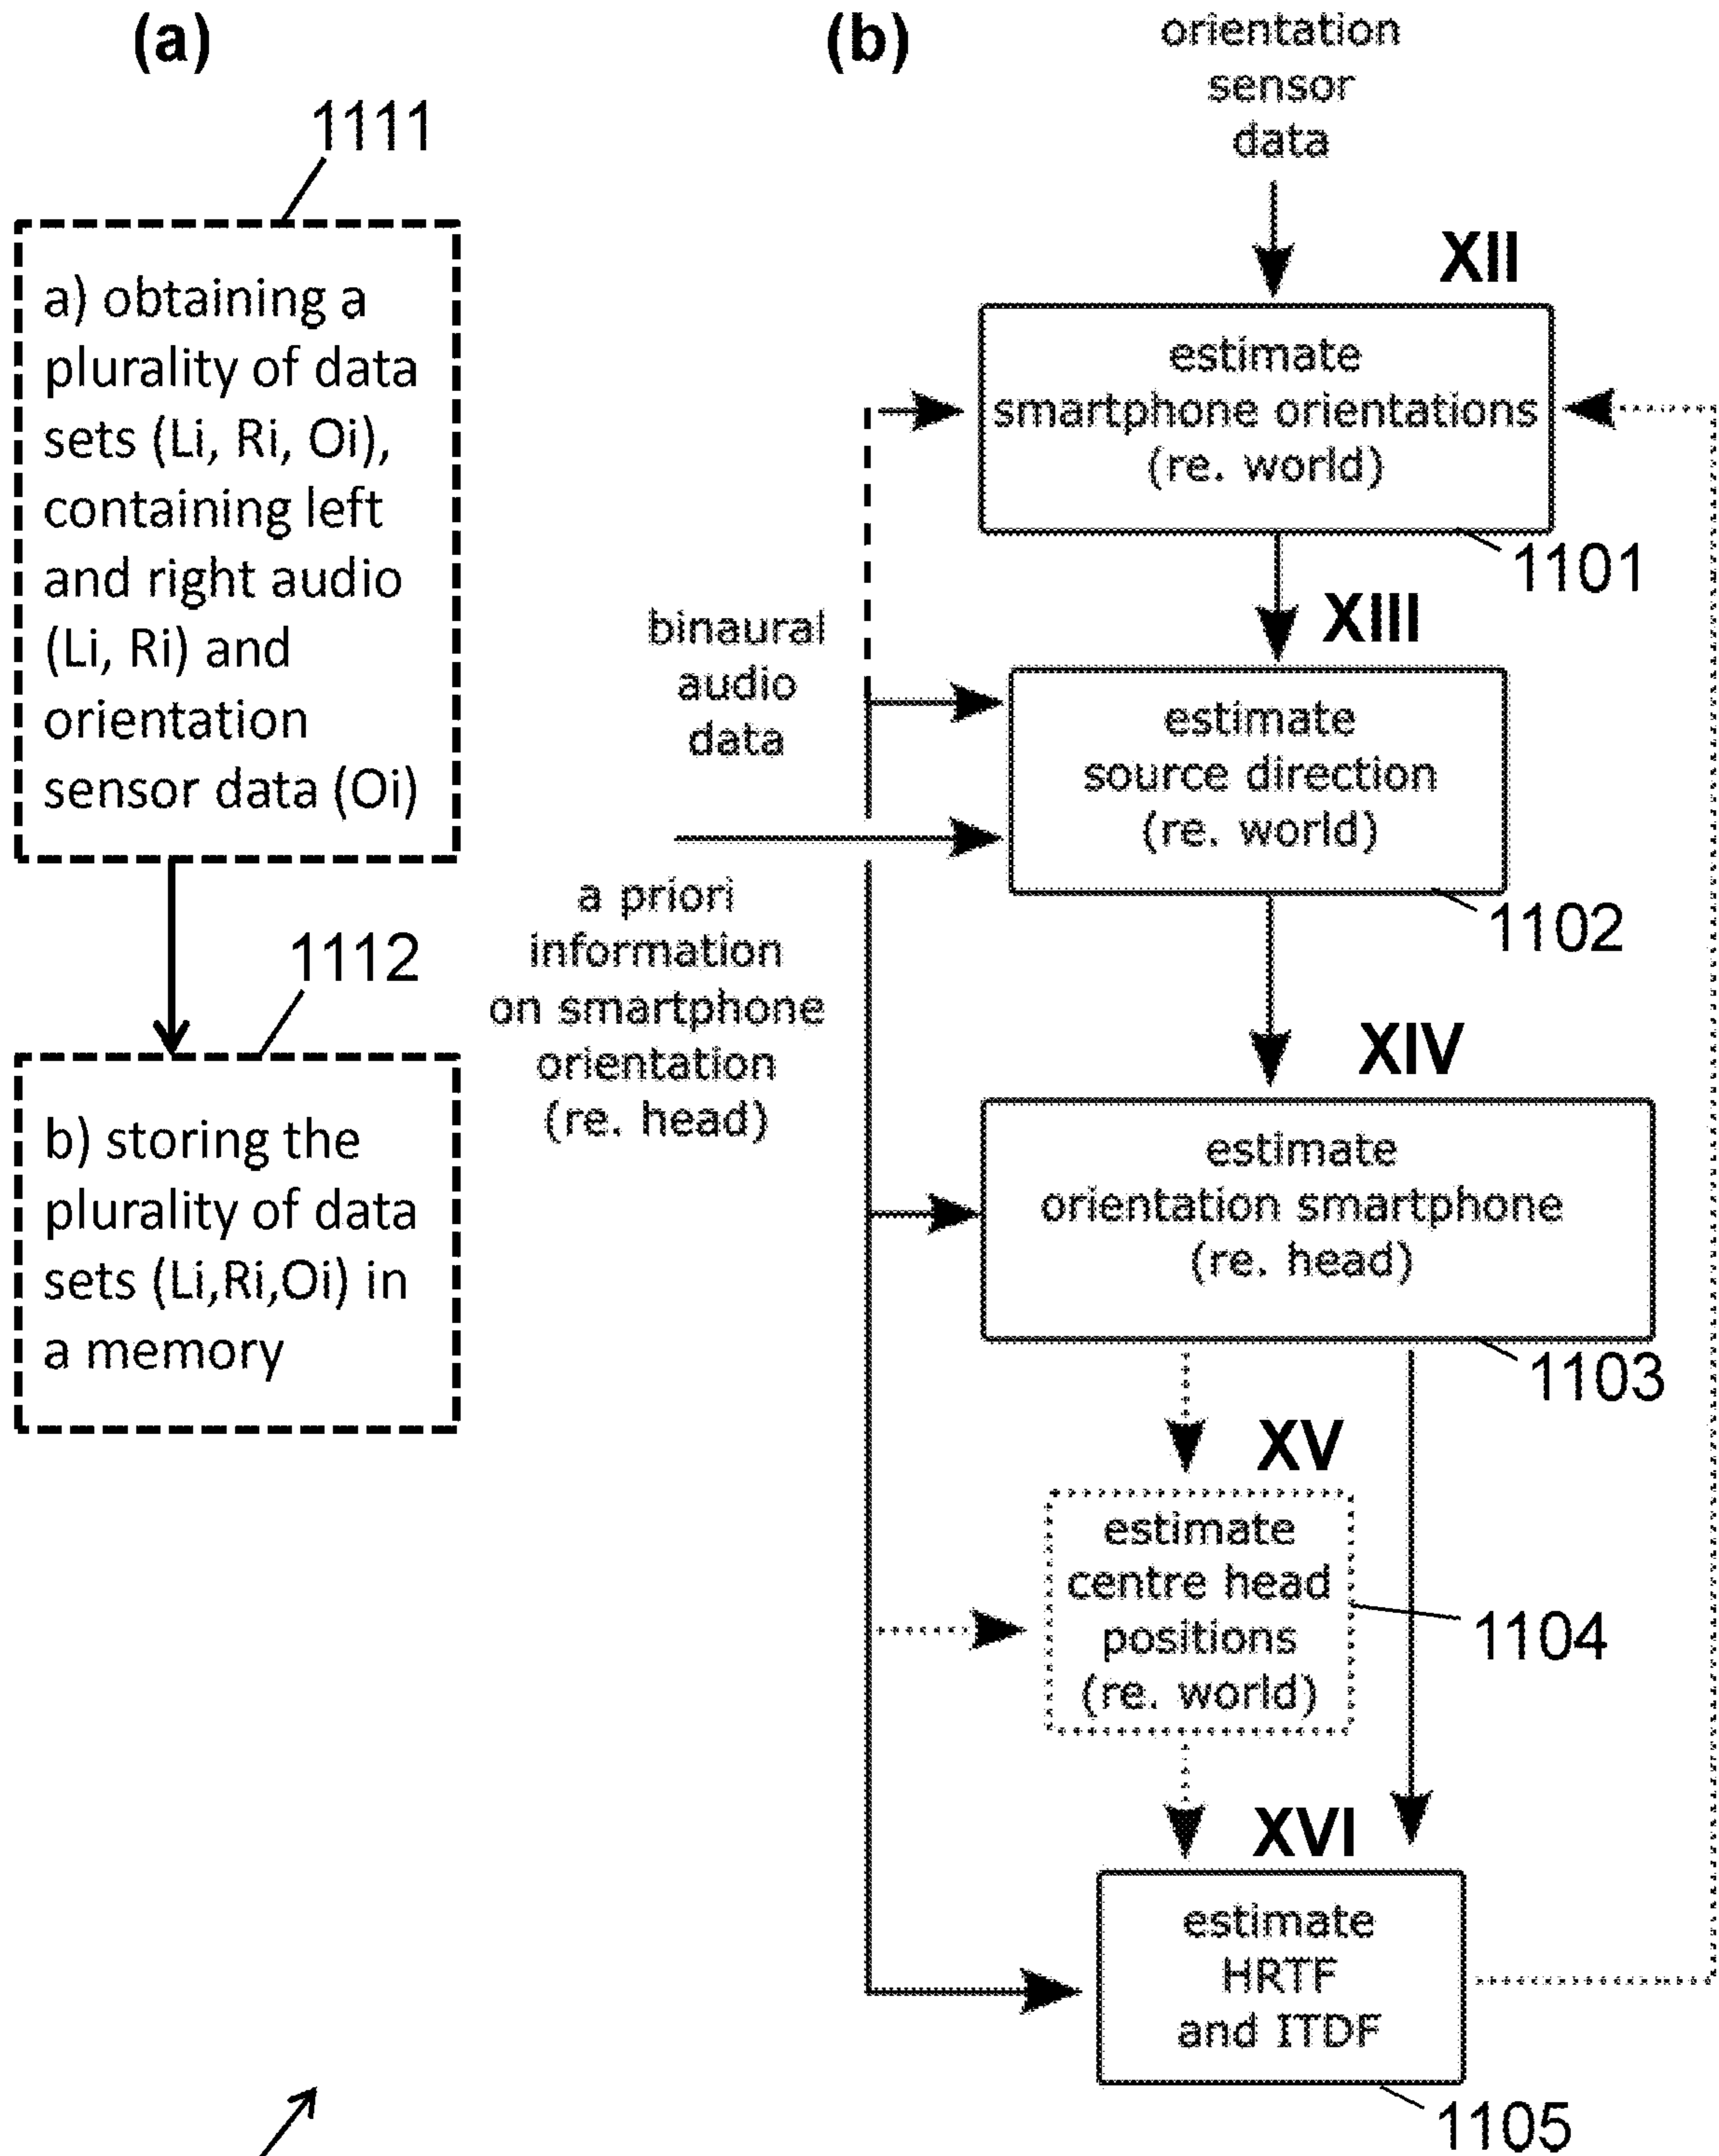 (a)
1111
a) obtaining a
plurality of data
sets (Li, Ri, Oi),
containing left
and right audio
(Li, Ri) and
orientation
sensor data (Oi)
1112
b) storing the
plurality of data
sets (Li,Ri,Oi) in
a memory
(b)
orientation
sensor
data
XII
estimate
smartphone orientations
(re. world)
1101
binaural
audio
data
XIII
estimate
source direction
(re. world)
1102
a priori
information
on smartphone
orientation
(re. head)
XIV
estimate
orientation smartphone
(re. head)
1103
XV
estimate
centre head
positions
(re. world)
1104
XVI
estimate
HRTF
and ITDF
1105